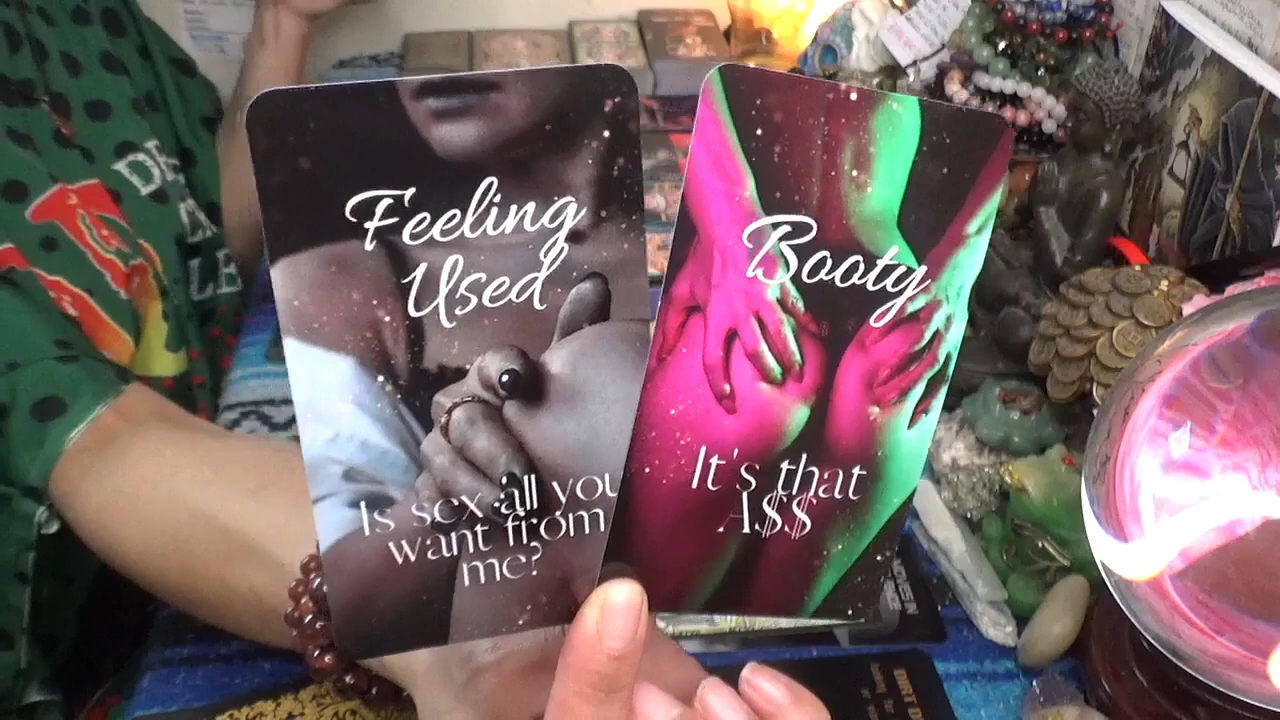 Feeling
Used
Is sex all you
want from
me?
Booty
It's that
A$$